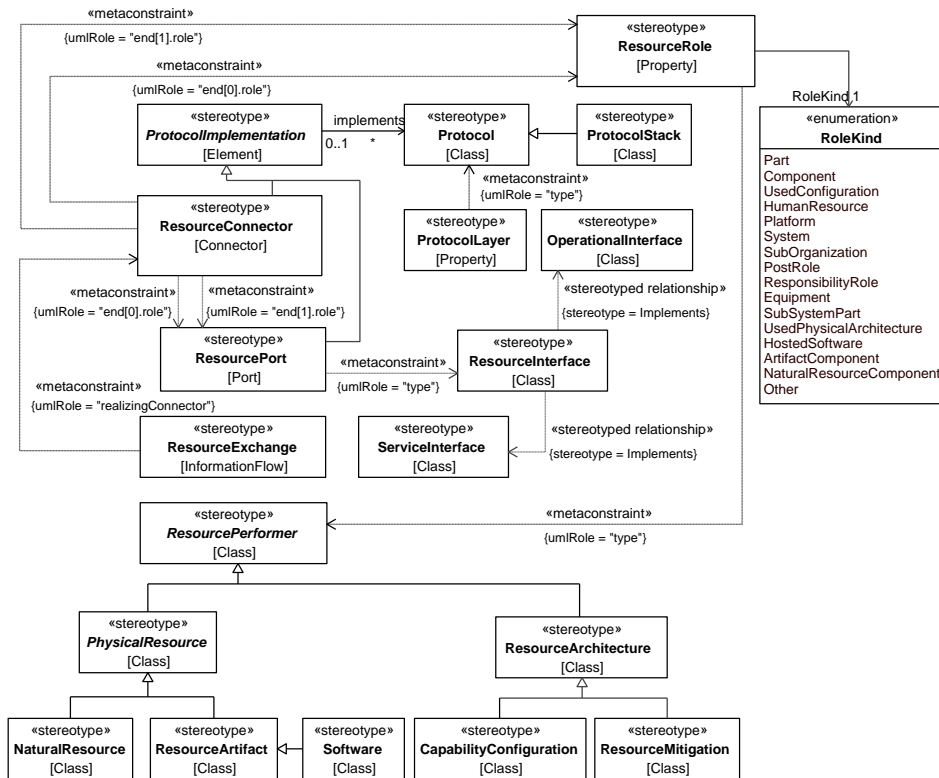 «metaconstraint»
{umlRole = "end[1].role"}
«metaconstraint»
{umlRole = "end[0].role"}
«stereotype»
ResourceRole
[Property]
RoleKind 1
«enumeration»
RoleKind
Part
Component
UsedConfiguration
HumanResource
Platform
System
SubOrganization
PostRole
ResponsibilityRole
Equipment
SubSystemPart
UsedPhysicalArchitecture
HostedSoftware
ArtifactComponent
NaturalResourceComponent
Other
«stereotype»
ProtocolImplementation
[Element]
implements
0..1 *
«stereotype»
Protocol
[Class]
«stereotype»
ProtocolStack
[Class]
«metaconstraint»
{umlRole = "type"}
«stereotype»
ResourceConnector
[Connector]
«stereotype»
ProtocolLayer
[Property]
«stereotype»
OperationalInterface
[Class]
«metaconstraint»
{umlRole = "end[0].role"}
«metaconstraint»
{umlRole = "end[1].role"}
«stereotyped relationship»
{stereotype = Implements}
«stereotype»
ResourcePort
[Port]
«metaconstraint»
{umlRole = "type"}
«stereotype»
ResourceInterface
[Class]
«metaconstraint»
{umlRole = "realizingConnector"}
«stereotype»
ResourceExchange
[InformationFlow]
«stereotype»
ServiceInterface
[Class]
«stereotyped relationship»
{stereotype = Implements}
«stereotype»
ResourcePerformer
[Class]
«metaconstraint»
{umlRole = "type"}
«stereotype»
PhysicalResource
[Class]
«stereotype»
ResourceArchitecture
[Class]
«stereotype»
NaturalResource
[Class]
«stereotype»
ResourceArtifact
[Class]
«stereotype»
Software
[Class]
«stereotype»
CapabilityConfiguration
[Class]
«stereotype»
ResourceMitigation
[Class]